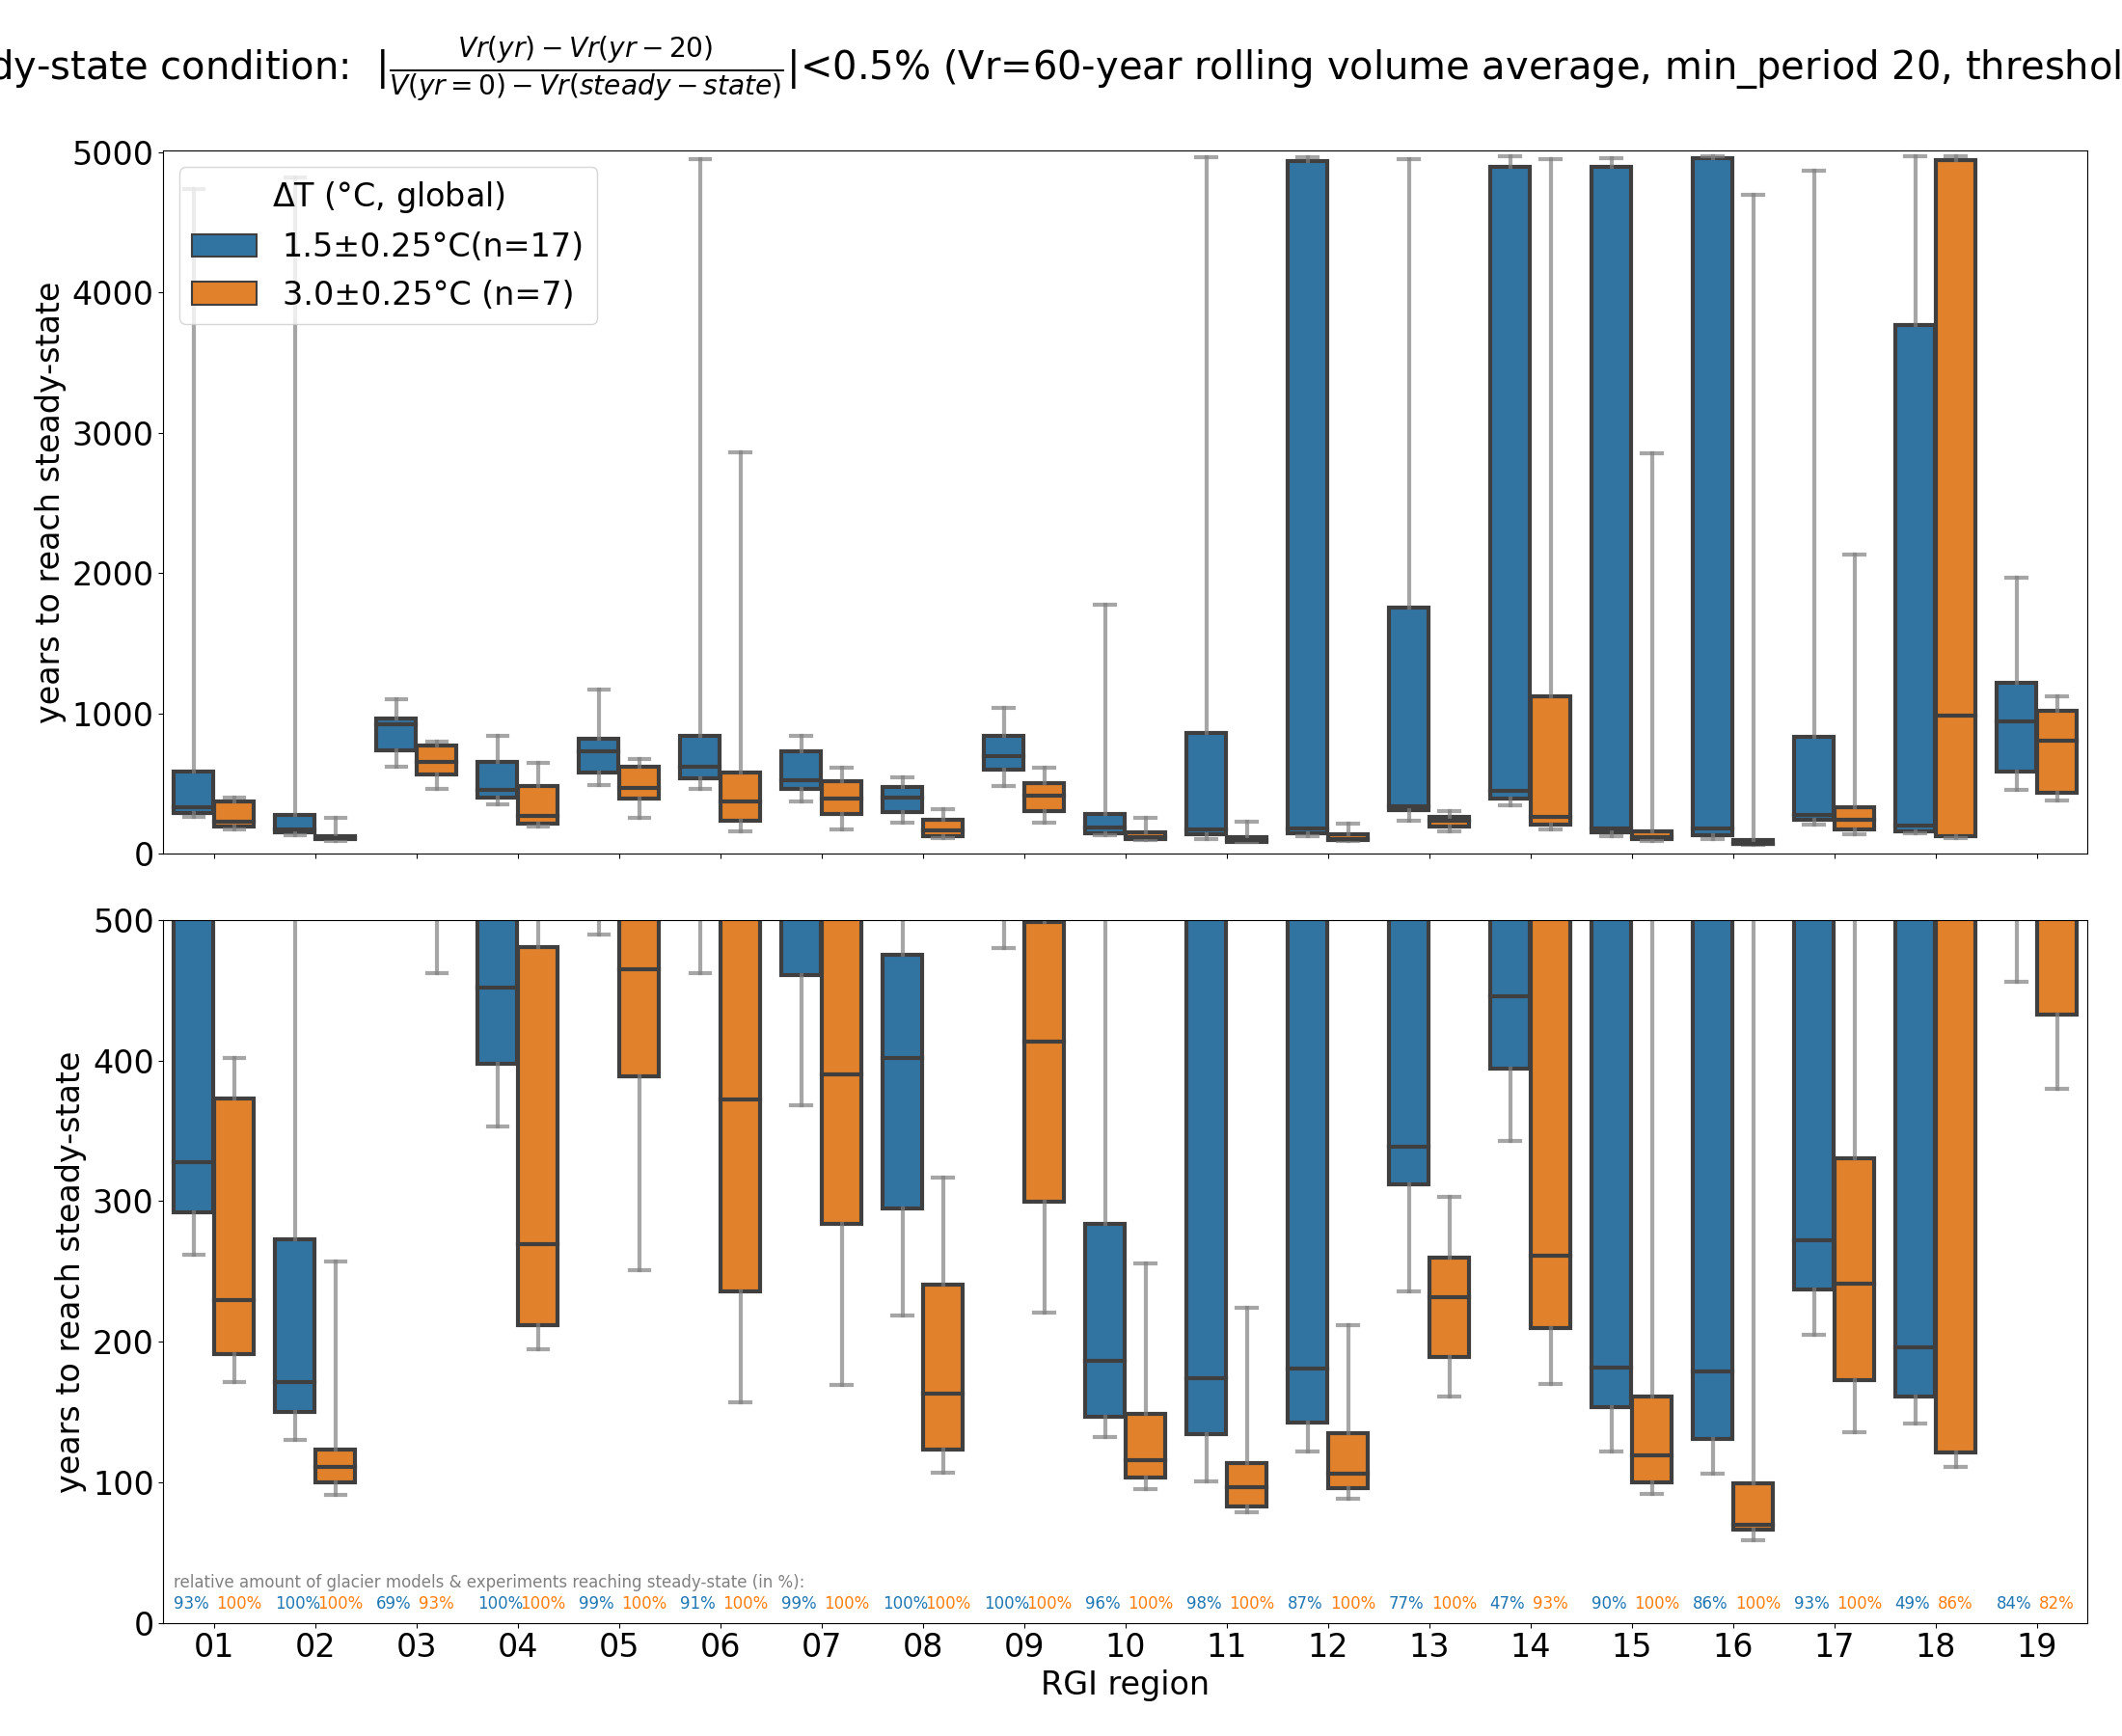 dy-state condition: |Vr(yr) − Vr(yr − 20) / V(yr = 0) − Vr(steady − state)|<0.5% (Vr=60-year rolling volume average, min_period 20, threshol
5000
4000
3000
2000
1000
0
years to reach steady-state
ΔT (°C, global)
1.5±0.25°C(n=17)
3.0±0.25°C (n=7)
500
400
300
200
100
0
years to reach steady-state
relative amount of glacier models & experiments reaching steady-state (in %):
93% 100% 100% 100% 69% 93% 100% 100% 99% 100% 91% 100% 99% 100% 100% 100% 100% 100% 96% 100% 98% 100% 87% 100% 77% 100% 47% 93% 90% 100% 86% 100% 93% 100% 49% 86% 84% 82%
01 02 03 04 05 06 07 08 09 10 11 12 13 14 15 16 17 18 19
RGI region